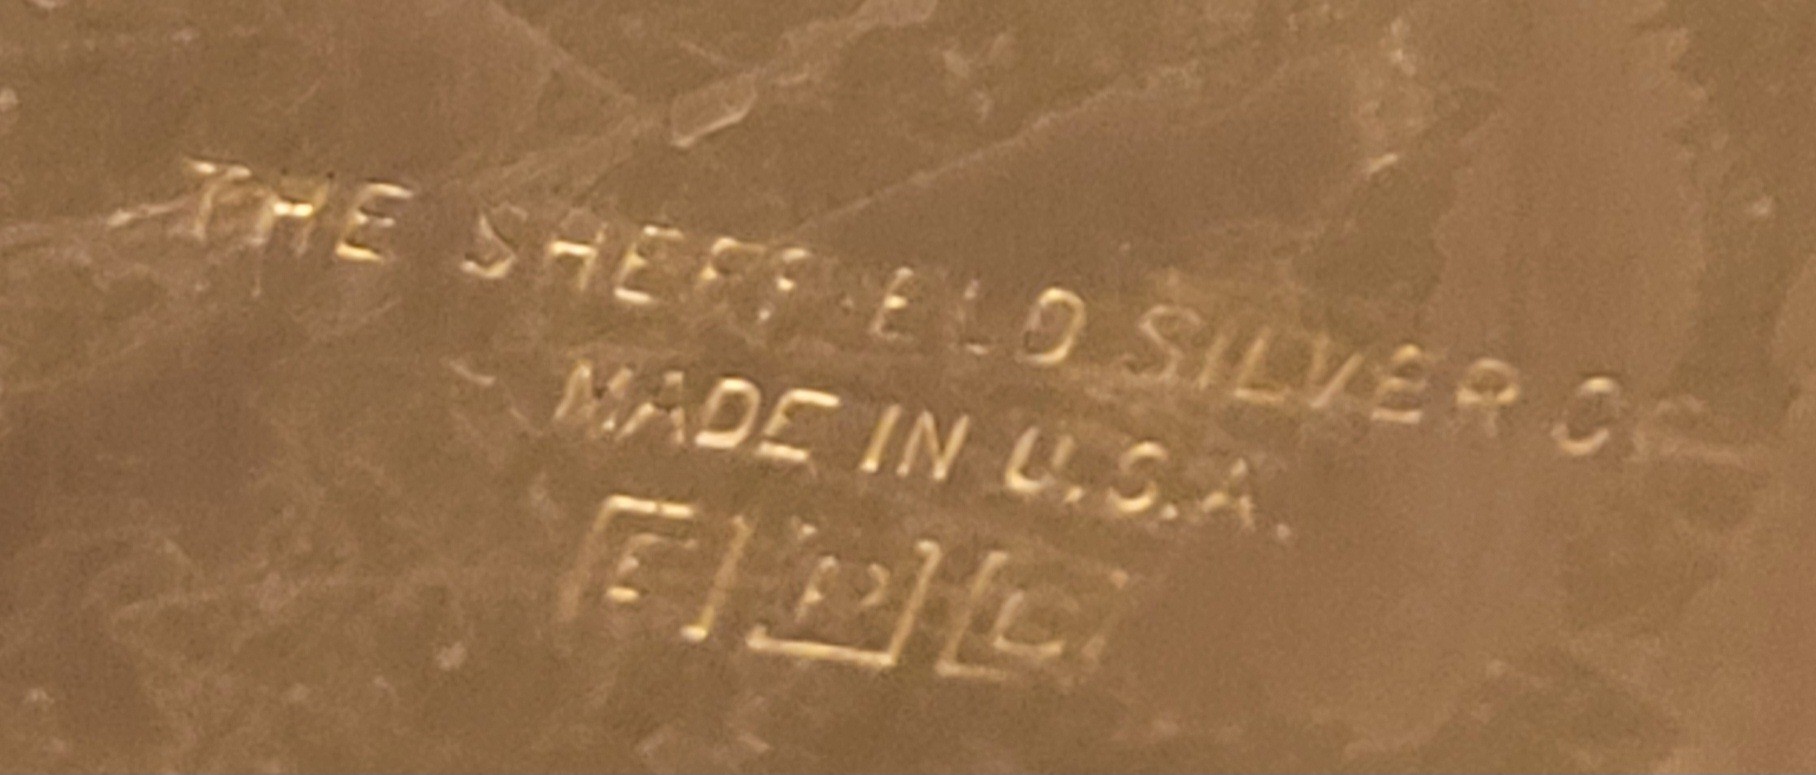 THE SHEFFIELD SILVER Co.
MADE IN U.S.A.
E P C